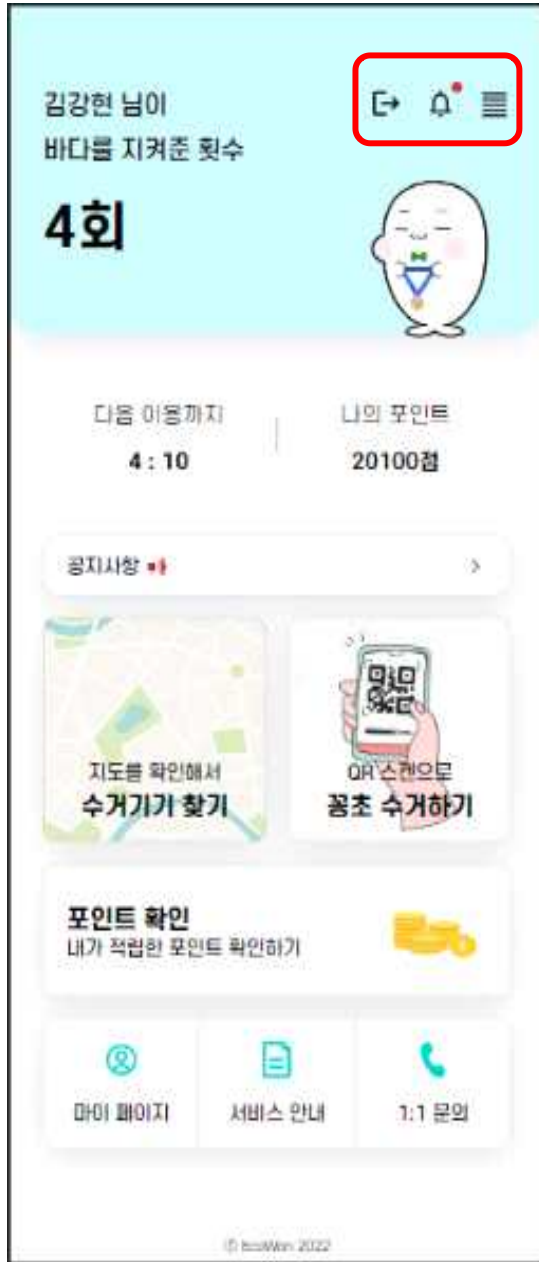 김강현 님이
바다를 지켜준 횟수
4회
다음 이용까지
4 : 10
나의 포인트
20100점
공지사항
지도를 확인해서
수거기기 찾기
QR 스캔으로
꽁초 수거하기
포인트 확인
내가 적립한 포인트 확인하기
마이 페이지
서비스 안내
1:1 문의
2022